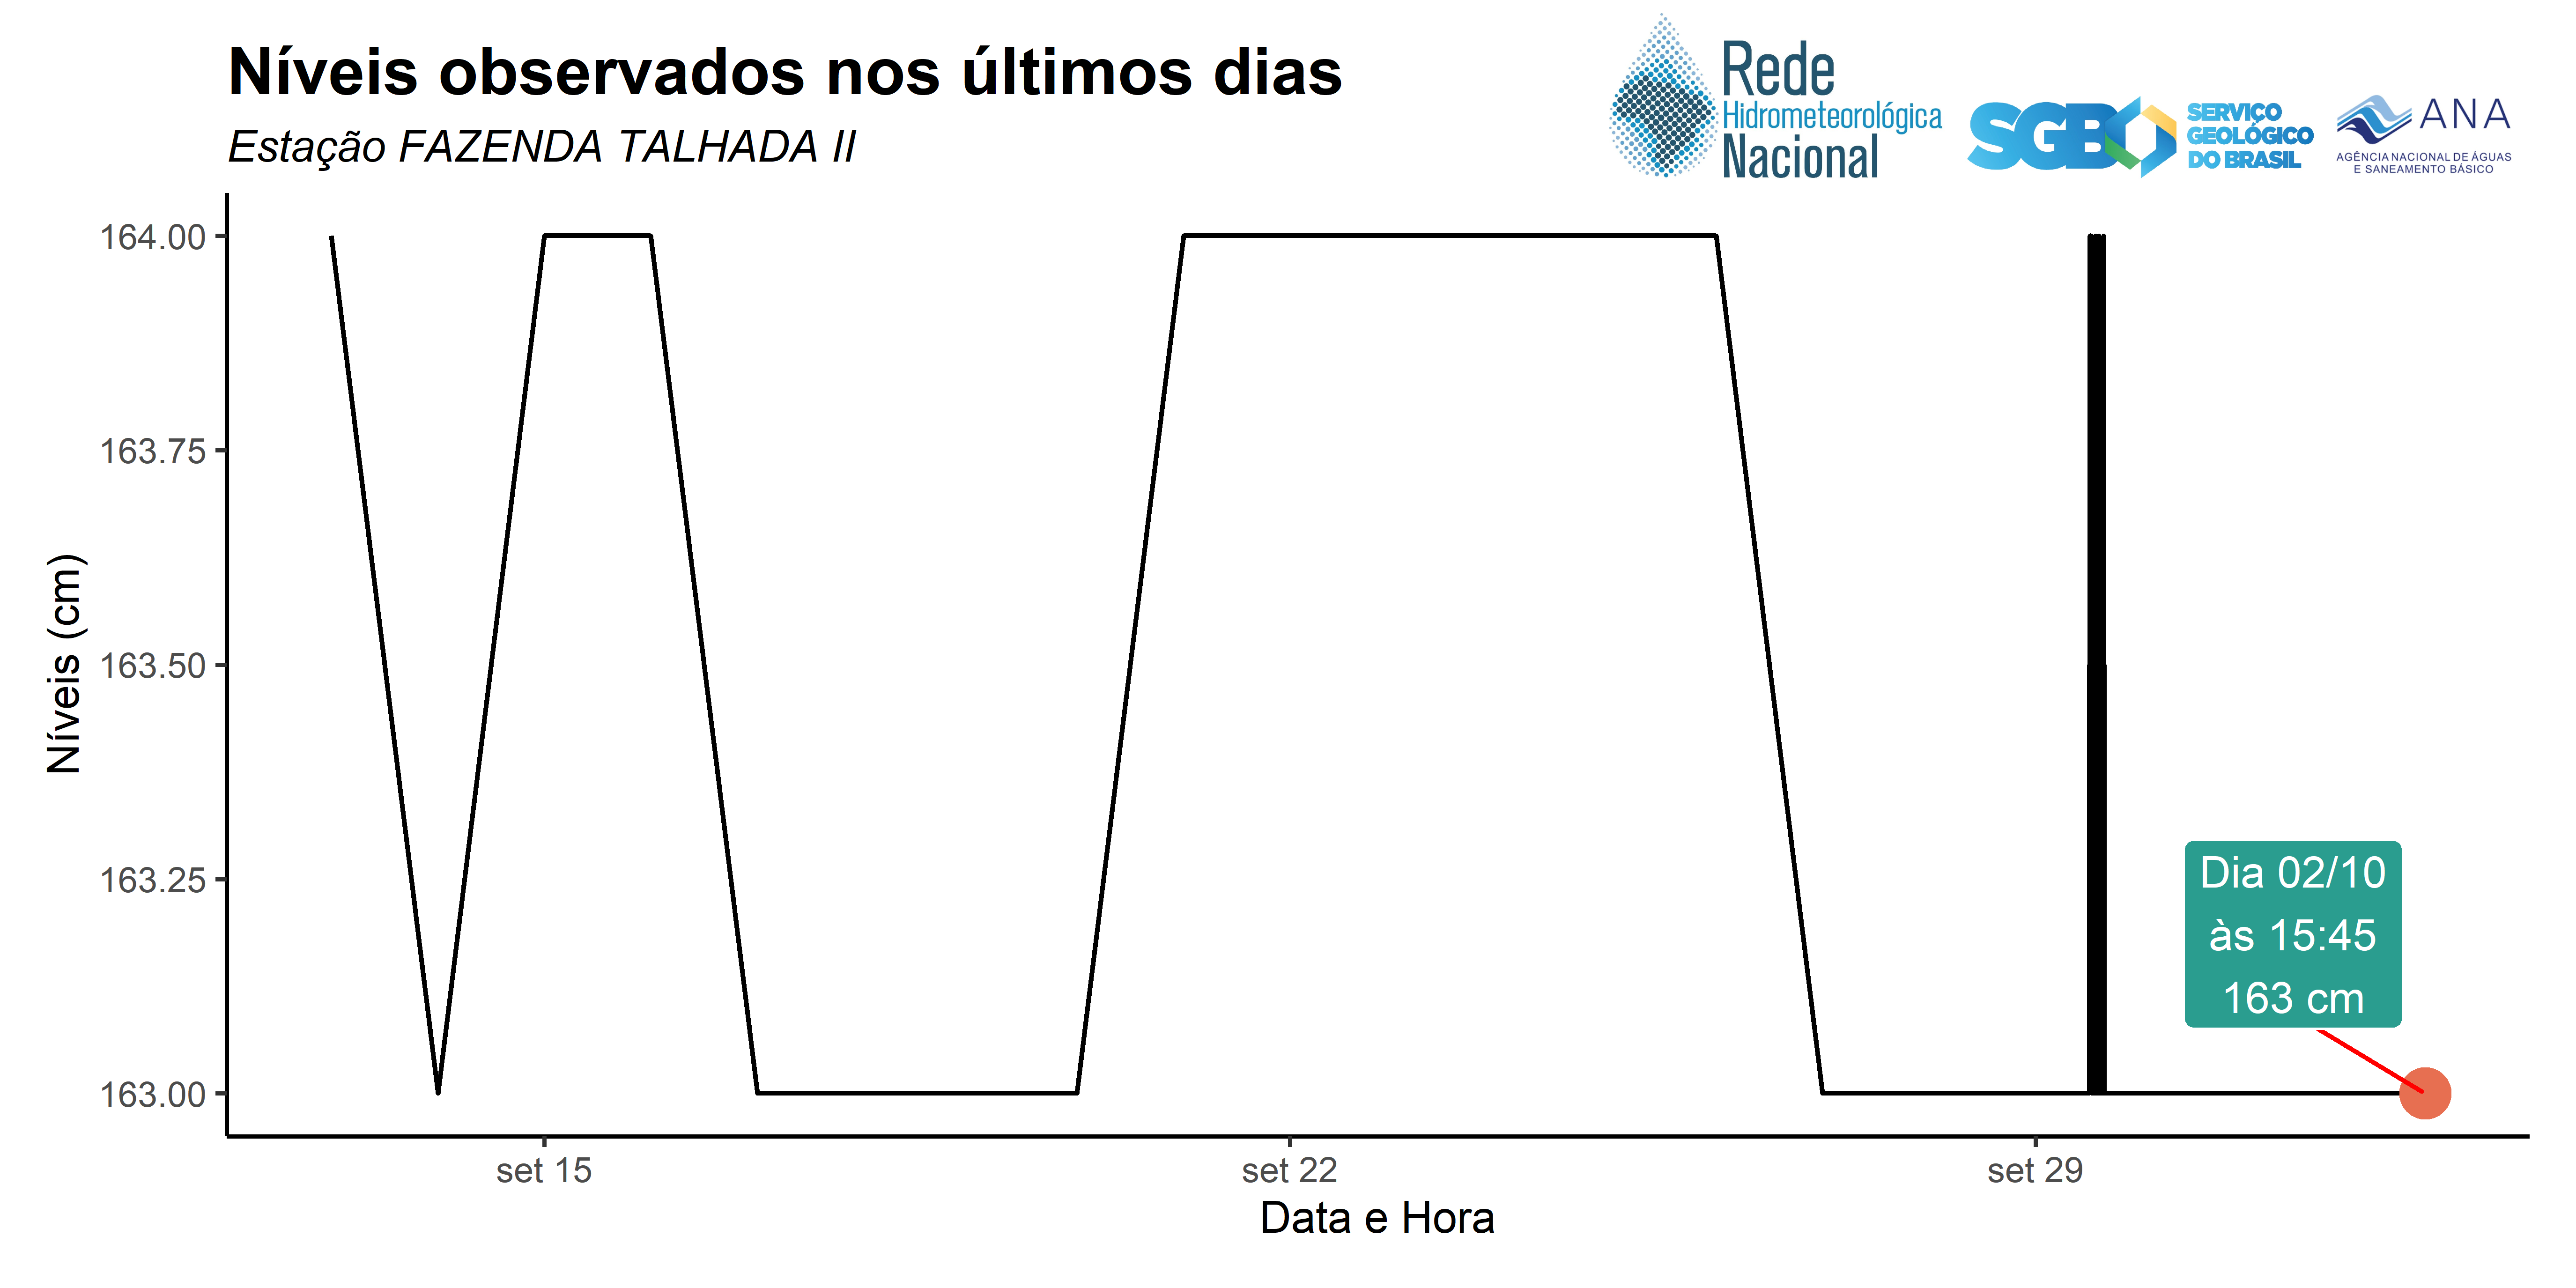 Níveis observados nos últimos dias
Estação FAZENDA TALHADA II
Rede
Hidrometeorológica
Nacional
SGB
SERVIÇO
GEOLÓGICO
DO BRASIL
ANA
AGÊNCIA NACIONAL DE ÁGUAS
E SANEAMENTO BÁSICO
Níveis (cm)
164.00
163.75
163.50
163.25
163.00
Dia 02/10
às 15:45
163 cm
set 15
set 22
set 29
Data e Hora